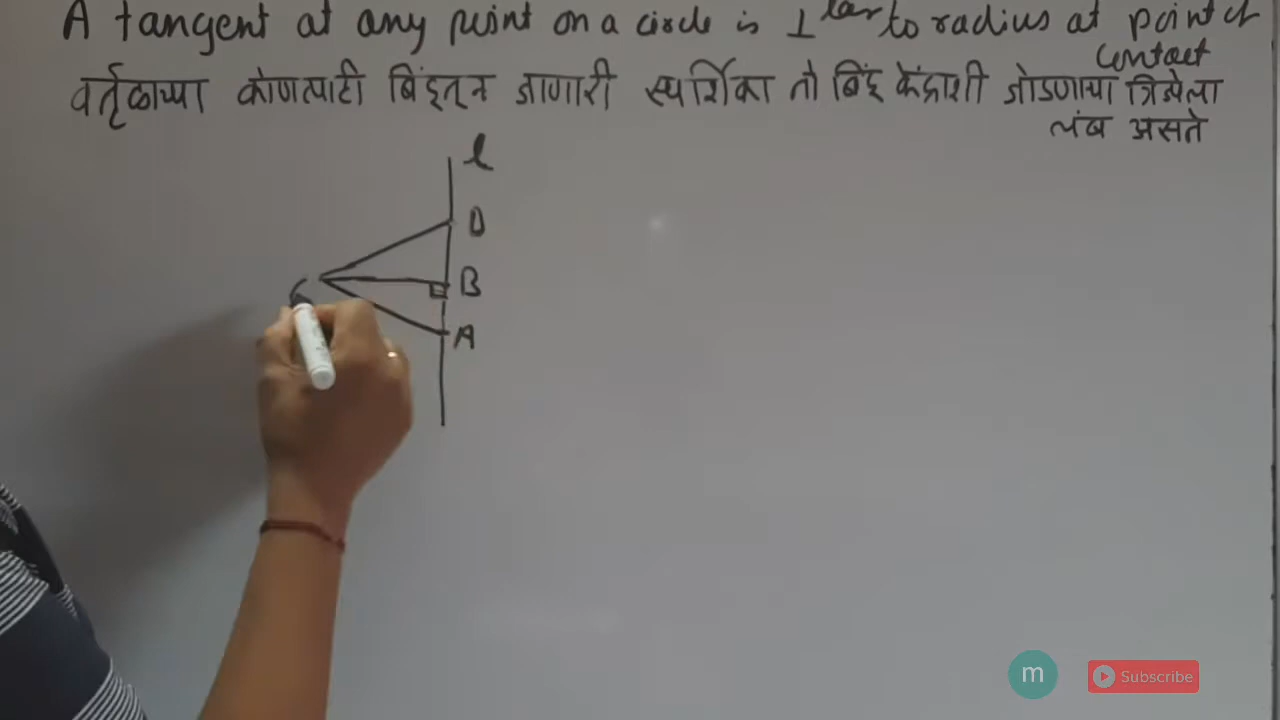 A tangent at any point on a circle is ⊥lar to radius at point of
contact
वर्तृळाच्या कोणत्याटी बिंदूतून जाणारी स्पर्शिका तो बिंदू केंद्राशी जोडणाऱ्या त्रिज्येला
लंब असते
l
D
B
A
m
Subscribe